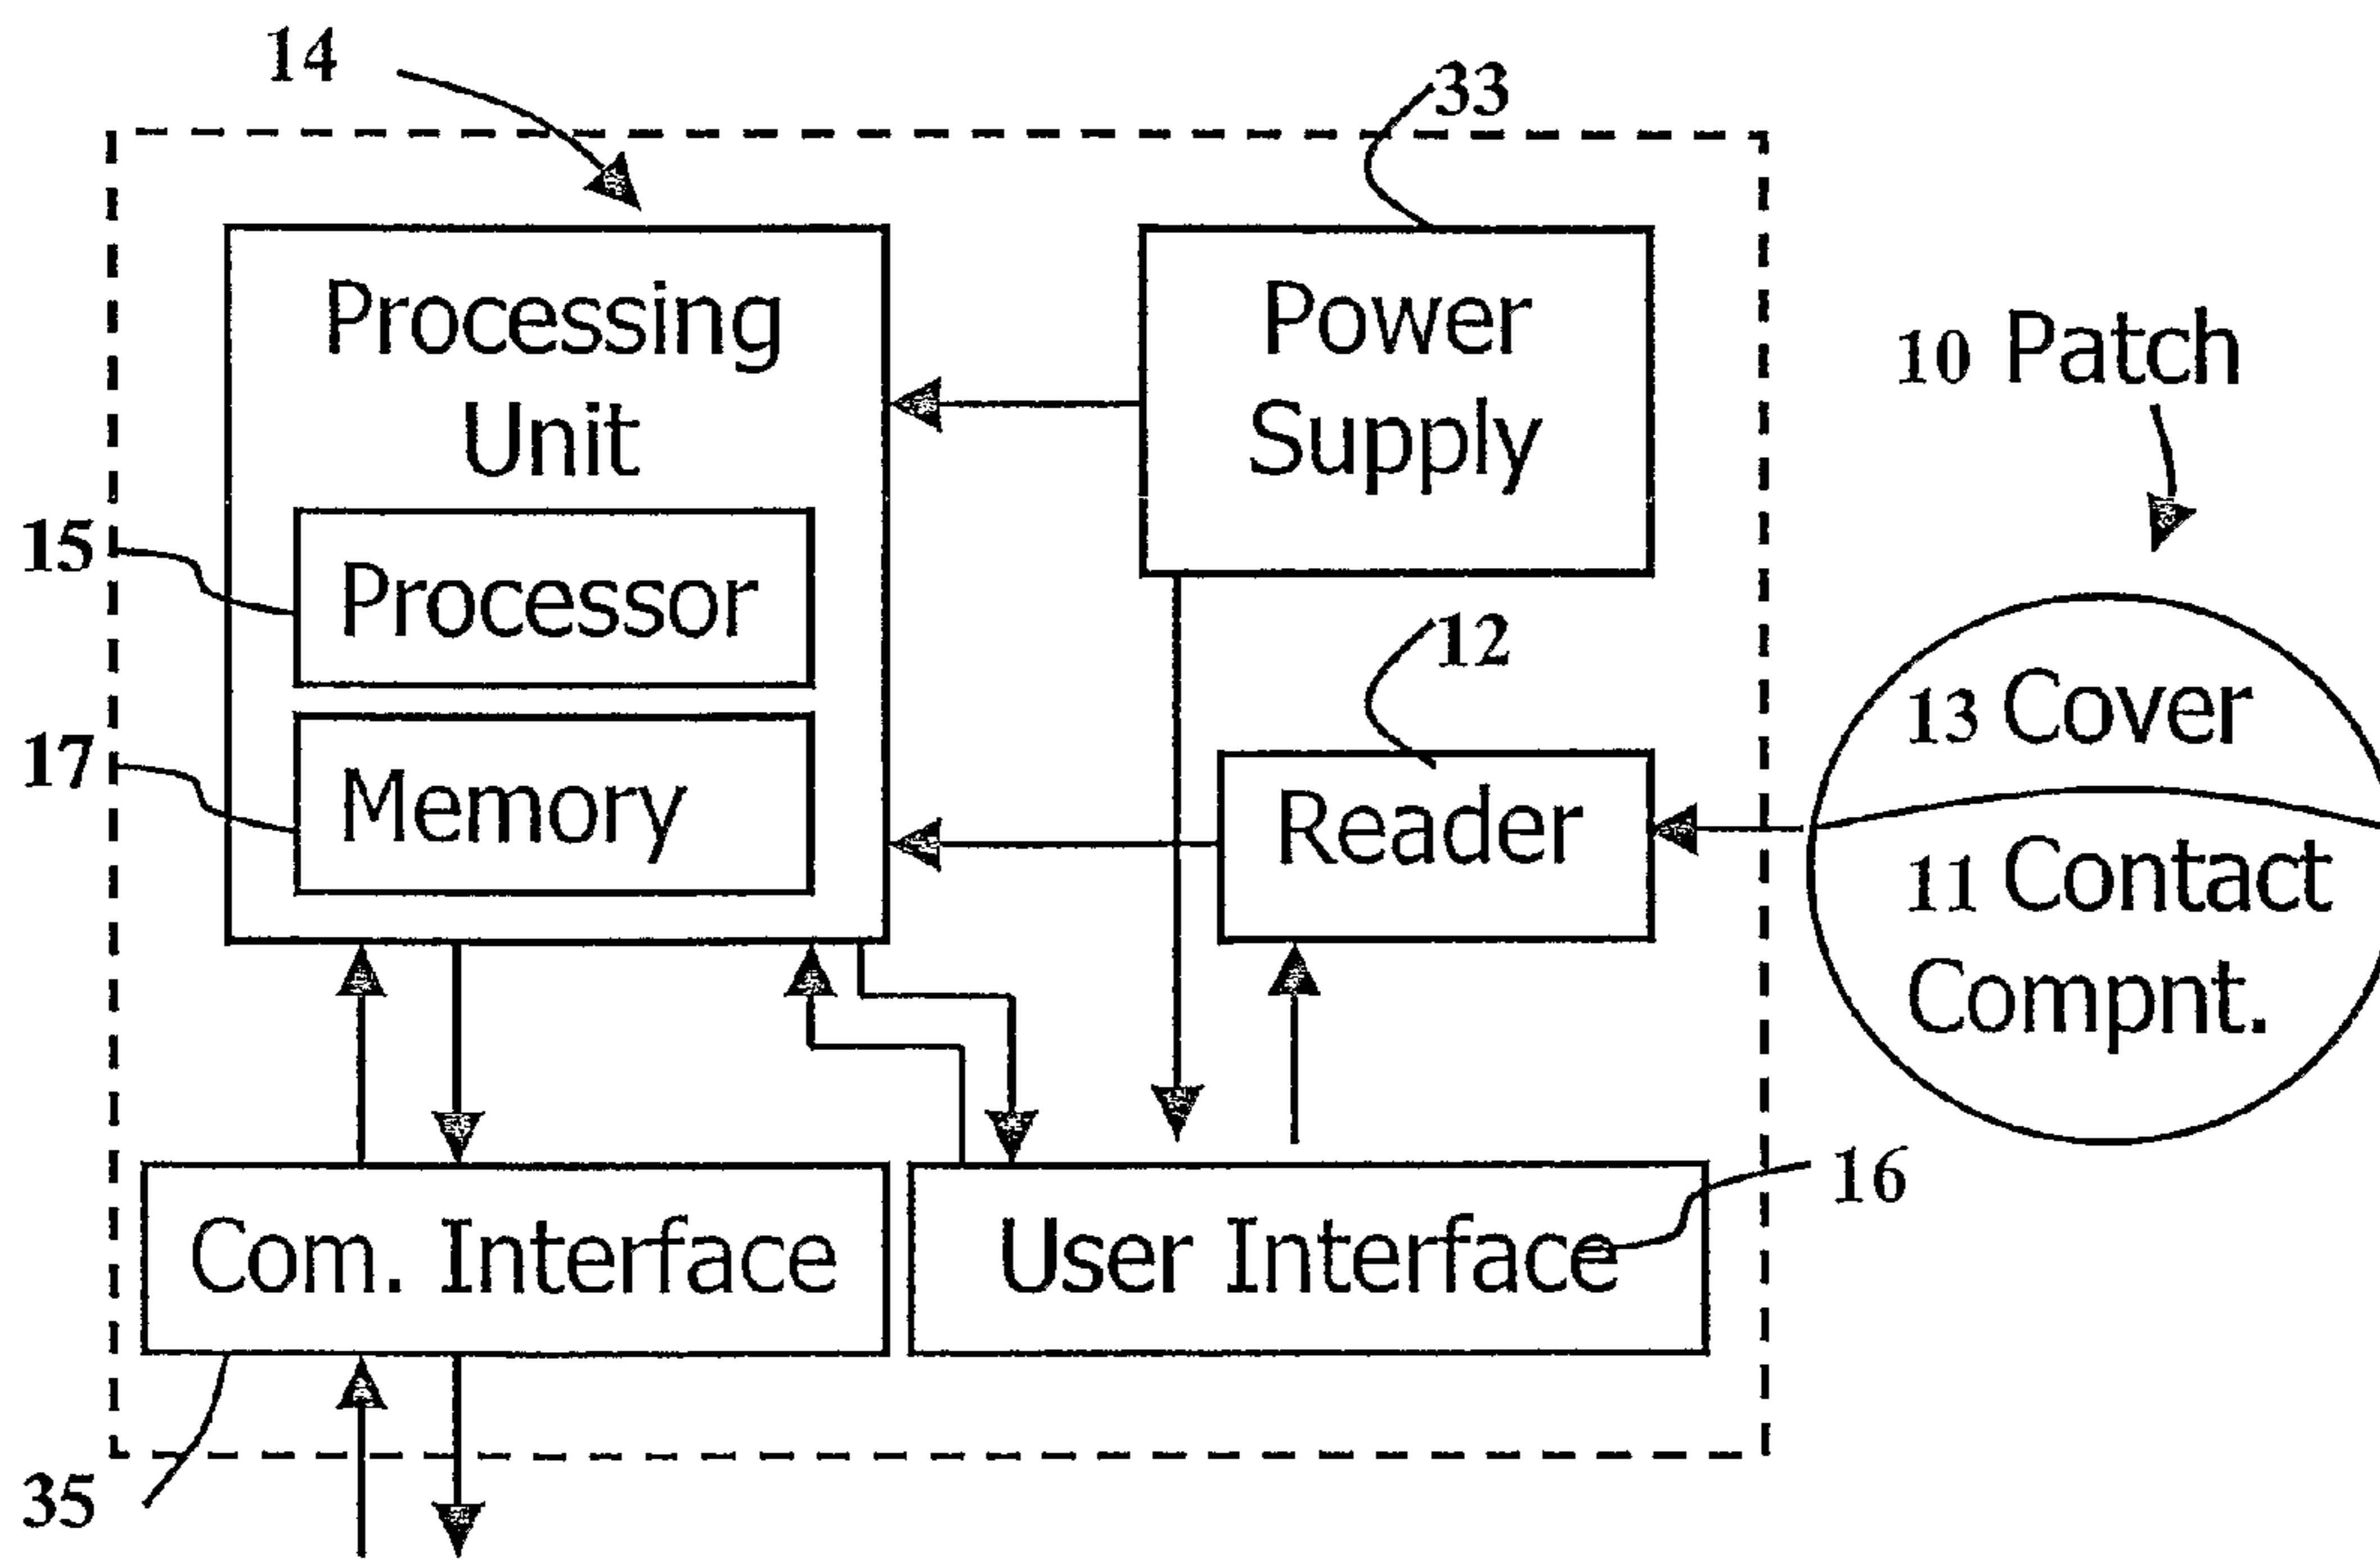 14
33
Processing
Unit
Power
Supply
10 Patch
15
Processor
12
13 Cover
17
Memory
Reader
11 Contact
Compnt.
16
Com. Interface
User Interface
35